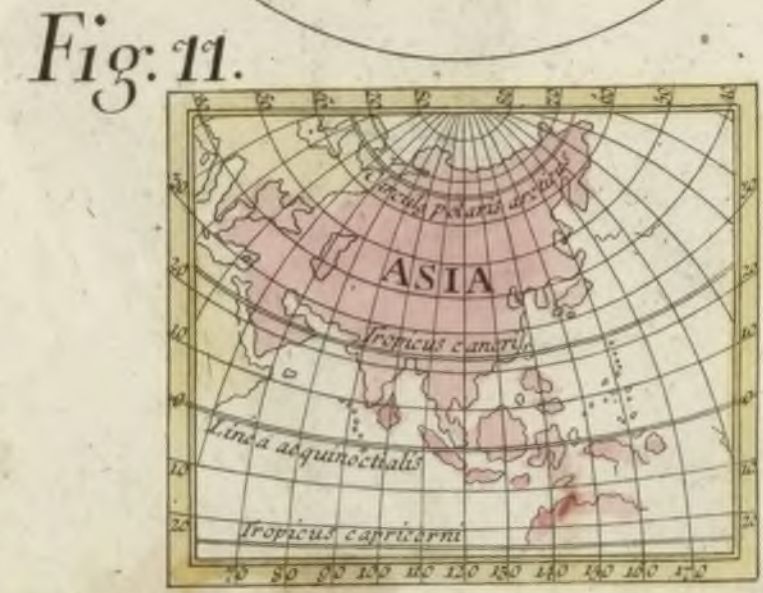 Fig: 11.
Circulus polaris arcticus
ASIA
Tropicus cancri
Linea aequinoctialis
Tropicus capricorni
70 80 90 100 110 120 130 140 150 160 170